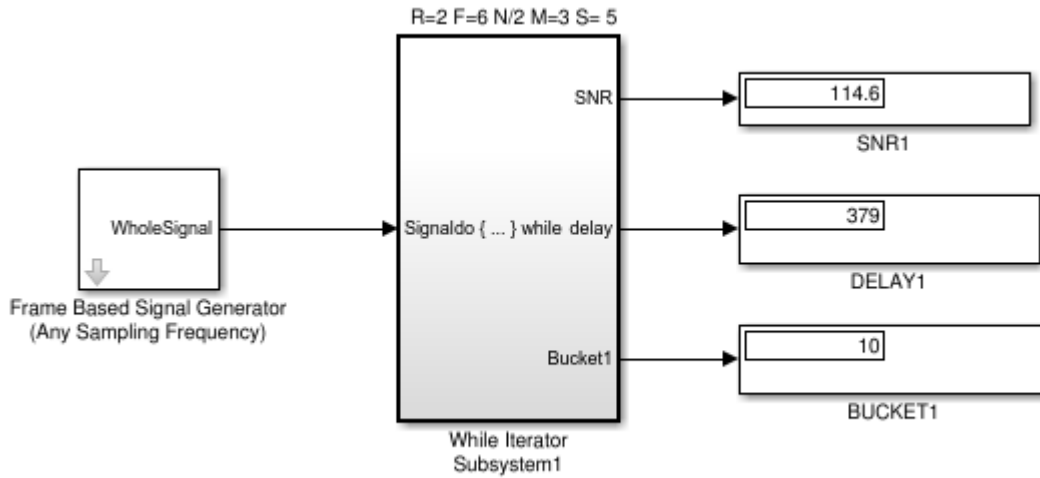 R=2 F=6 N/2 M=3 S= 5
SNR
114.6
SNR1
WholeSignal
Signaldo { ... } while delay
379
DELAY1
Frame Based Signal Generator
(Any Sampling Frequency)
Bucket1
10
BUCKET1
While Iterator
Subsystem1